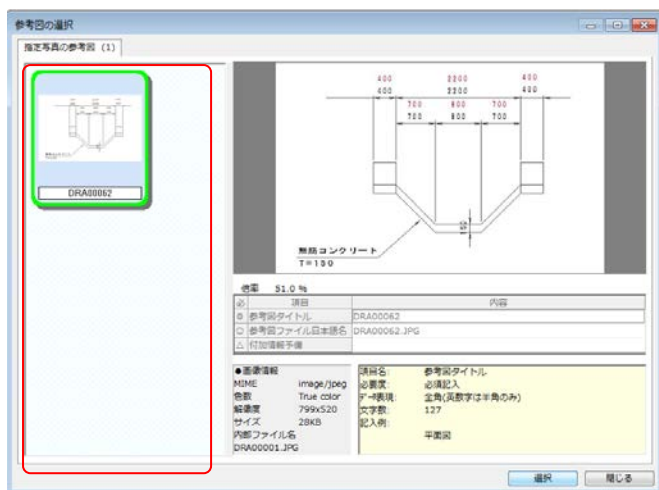 参考図の選択
指定写真の参考図 (1)
DRA00062
400 2200 400
400 2200 400
700 800 700
700 800 700
150
無筋コンクリート
T=150
倍率 51.0 %
必 項目 内容
◎ 参考図タイトル DRA00062
○ 参考図ファイル日本語名 DRA00062.JPG
△ 付加情報予備
●画像情報
MIME image/jpeg
色数 True color
解像度 799x520
サイズ 28KB
内部ファイル名
DRA00001.JPG
項目名: 参考図タイトル
必要度: 必須記入
データ表現: 全角(英数字は半角のみ)
文字数: 127
記入例:
平面図
選択 閉じる